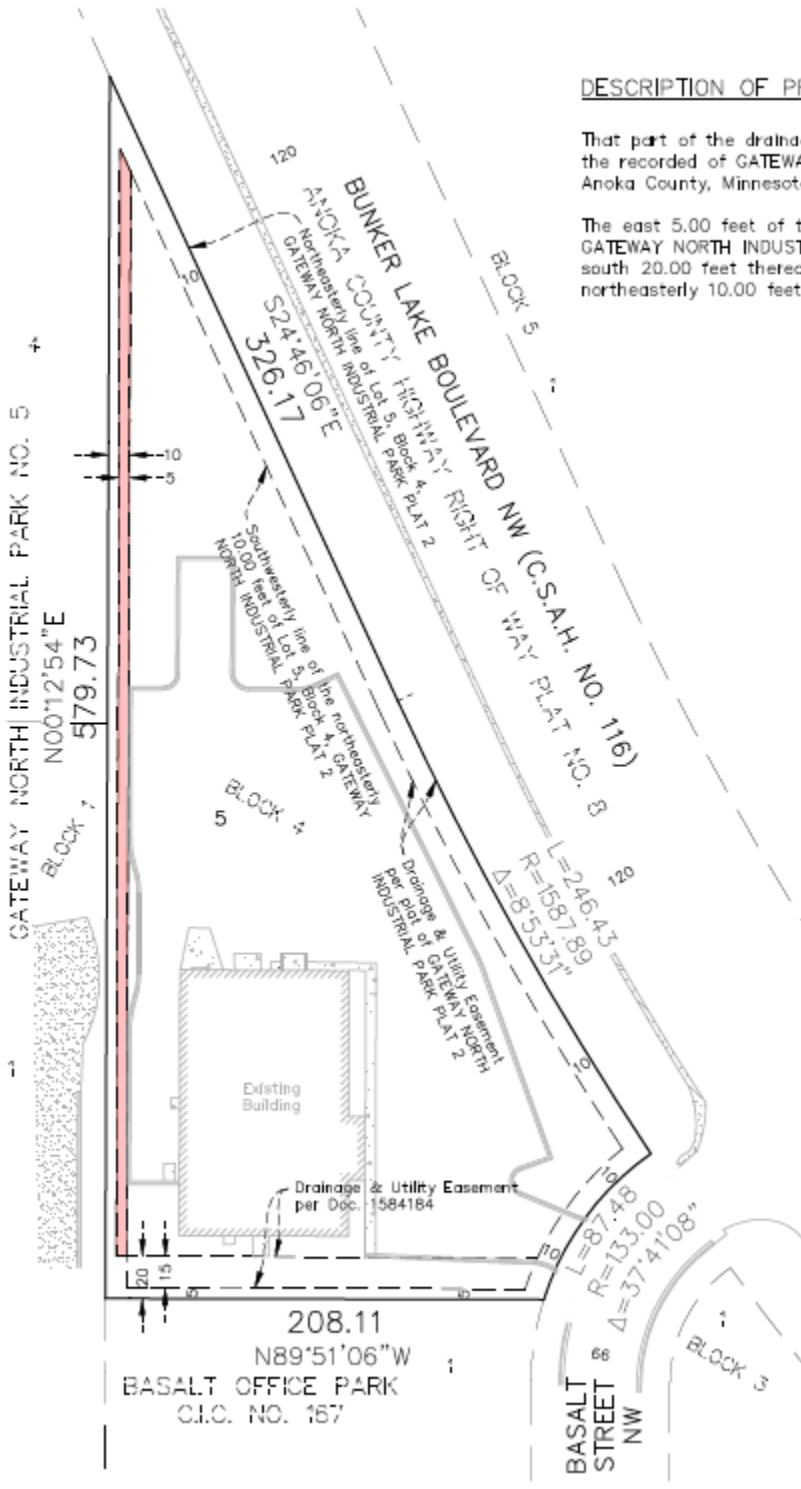 DESCRIPTION OF
That part of the
the recorded of
Anoka County,
The east 5.00 feet of
GATEWAY NORTH
south 20.00 feet
northeasterly 10.00 feet
120
BUNKER LAKE BOULEVARD NW (C.S.A.H. NO. 116)
ANOKA COUNTY HIGHWAY RIGHT OF WAY PLAT NO. 8
BLOCK 5
1
Northeasterly line of Lot 5, Block 4,
GATEWAY NORTH INDUSTRIAL PARK PLAT 2
10
S24°46'06"E
326.17
4
10
5
GATEWAY NORTH INDUSTRIAL PARK NO. 5
N00°12'54"E
579.73
BLOCK 1
1
Southwesterly line of the northeasterly
10.00 feet of Lot 5, Block 4, GATEWAY
NORTH INDUSTRIAL PARK PLAT 2
BLOCK 4
5
Drainage & Utility Easement
per plat of GATEWAY NORTH
INDUSTRIAL PARK PLAT 2
L=246.43
R=1587.89
Δ=8°53'31"
120
10
Existing
Building
Drainage & Utility Easement
per Doc. 1584184
10
10
L=87.48
R=133.00
Δ=37°41'08"
20
15
5
5
208.11
N89°51'06"W
1
BASALT OFFICE PARK
C.I.C. NO. 167
66
BASALT
STREET
NW
1
BLOCK 3